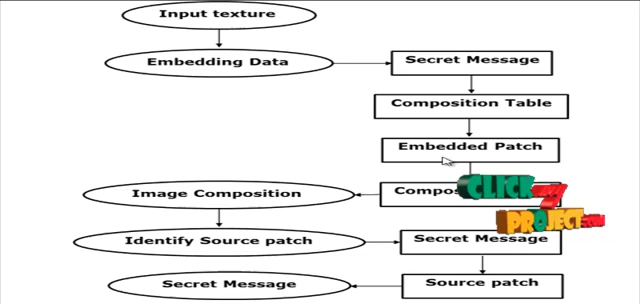 Input texture
Embedding Data
Secret Message
Composition Table
Embedded Patch
Image Composition
Identify Source patch
Secret Message
Secret Message
Source patch
CLICK
PROJECT